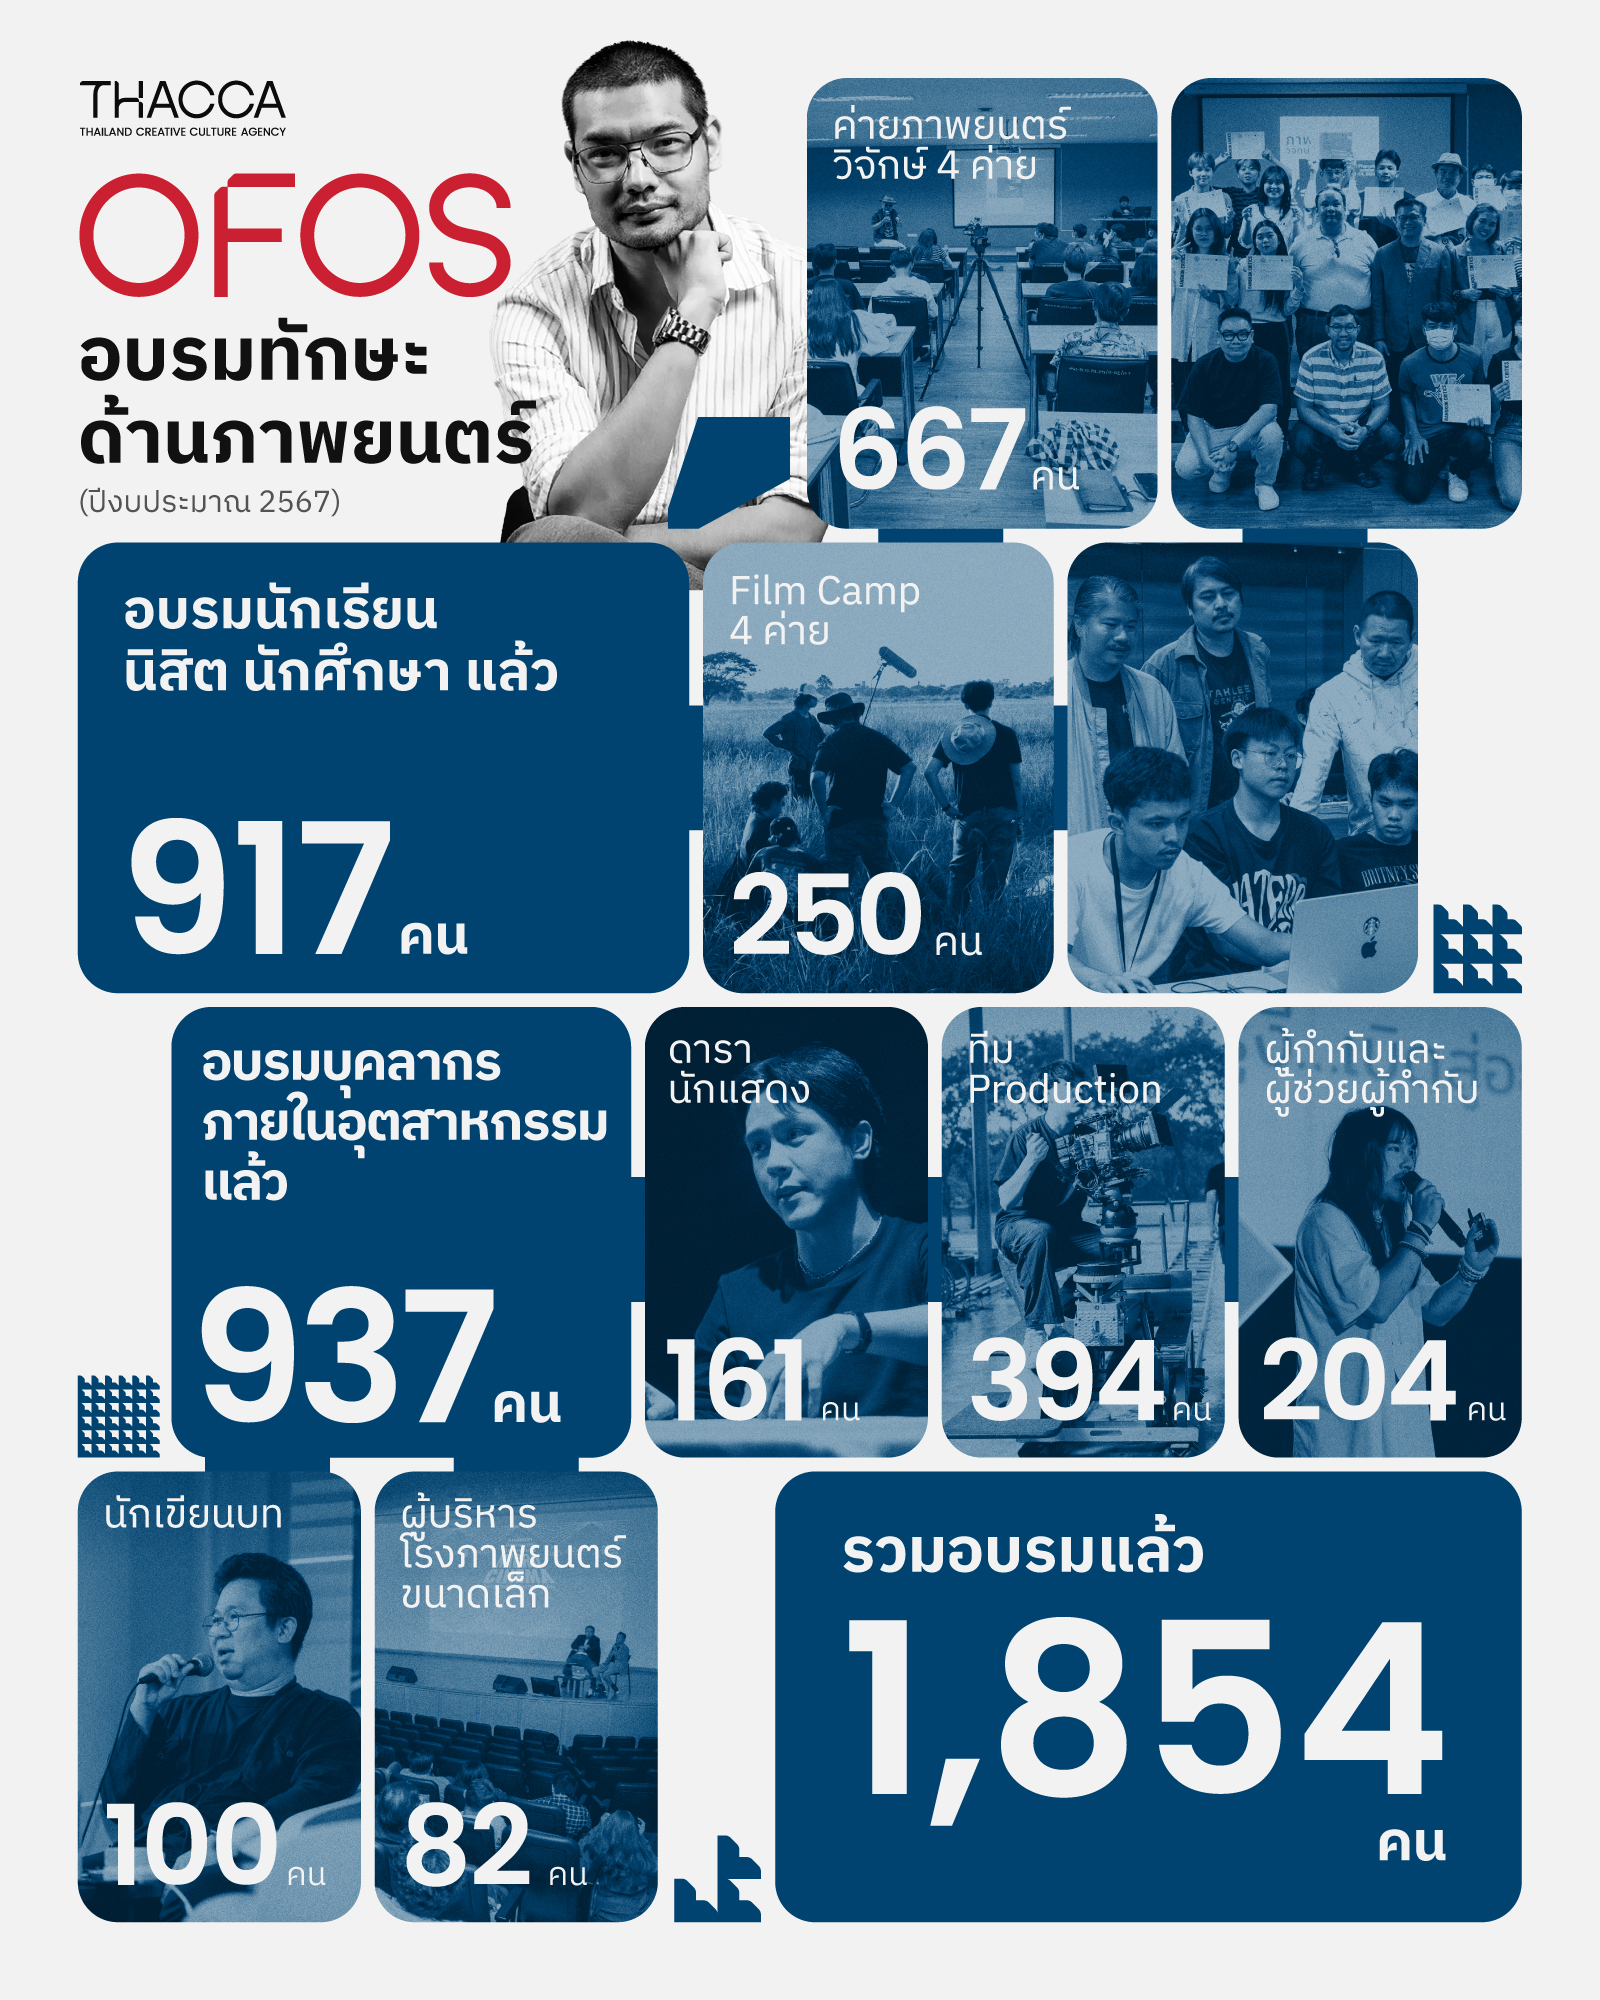 THACCA
THAILAND CREATIVE CULTURE AGENCY
OFOS
อบรมทักษะ
ด้านภาพยนตร์
(ปีงบประมาณ 2567)
ค่ายภาพยนตร์
วิจักษ์ 4 ค่าย
667 คน
อบรมนักเรียน
นิสิต นักศึกษา แล้ว
917 คน
Film Camp
4 ค่าย
250 คน
อบรมบุคลากร
ภายในอุตสาหกรรม
แล้ว
937 คน
ดารา
นักแสดง
161 คน
ทีม
Production
394 คน
ผู้กำกับและ
ผู้ช่วยผู้กำกับ
204 คน
นักเขียนบท
100 คน
ผู้บริหาร
โรงภาพยนตร์
ขนาดเล็ก
82 คน
รวมอบรมแล้ว
1,854
คน